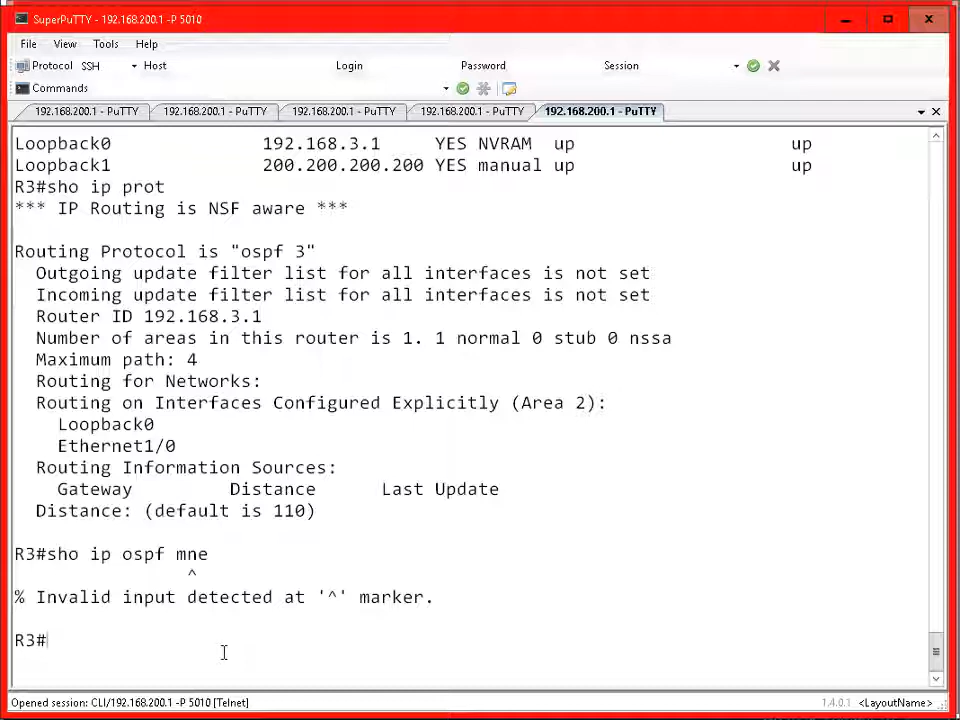 SuperPuTTY - 192.168.200.1 -P 5010
File View Tools Help
Protocol SSH Host Login Password Session
Commands
192.168.200.1 - PuTTY 192.168.200.1 - PuTTY 192.168.200.1 - PuTTY 192.168.200.1 - PuTTY 192.168.200.1 - PuTTY
Loopback0 192.168.3.1 YES NVRAM up up
Loopback1 200.200.200.200 YES manual up up
R3#sho ip prot
*** IP Routing is NSF aware ***
Routing Protocol is "ospf 3"
Outgoing update filter list for all interfaces is not set
Incoming update filter list for all interfaces is not set
Router ID 192.168.3.1
Number of areas in this router is 1. 1 normal 0 stub 0 nssa
Maximum path: 4
Routing for Networks:
Routing on Interfaces Configured Explicitly (Area 2):
Loopback0
Ethernet1/0
Routing Information Sources:
Gateway Distance Last Update
Distance: (default is 110)
R3#sho ip ospf mne
^
% Invalid input detected at '^' marker.
R3#
Opened session: CLI/192.168.200.1 -P 5010 [Telnet] 1.4.0.1 <LayoutName>